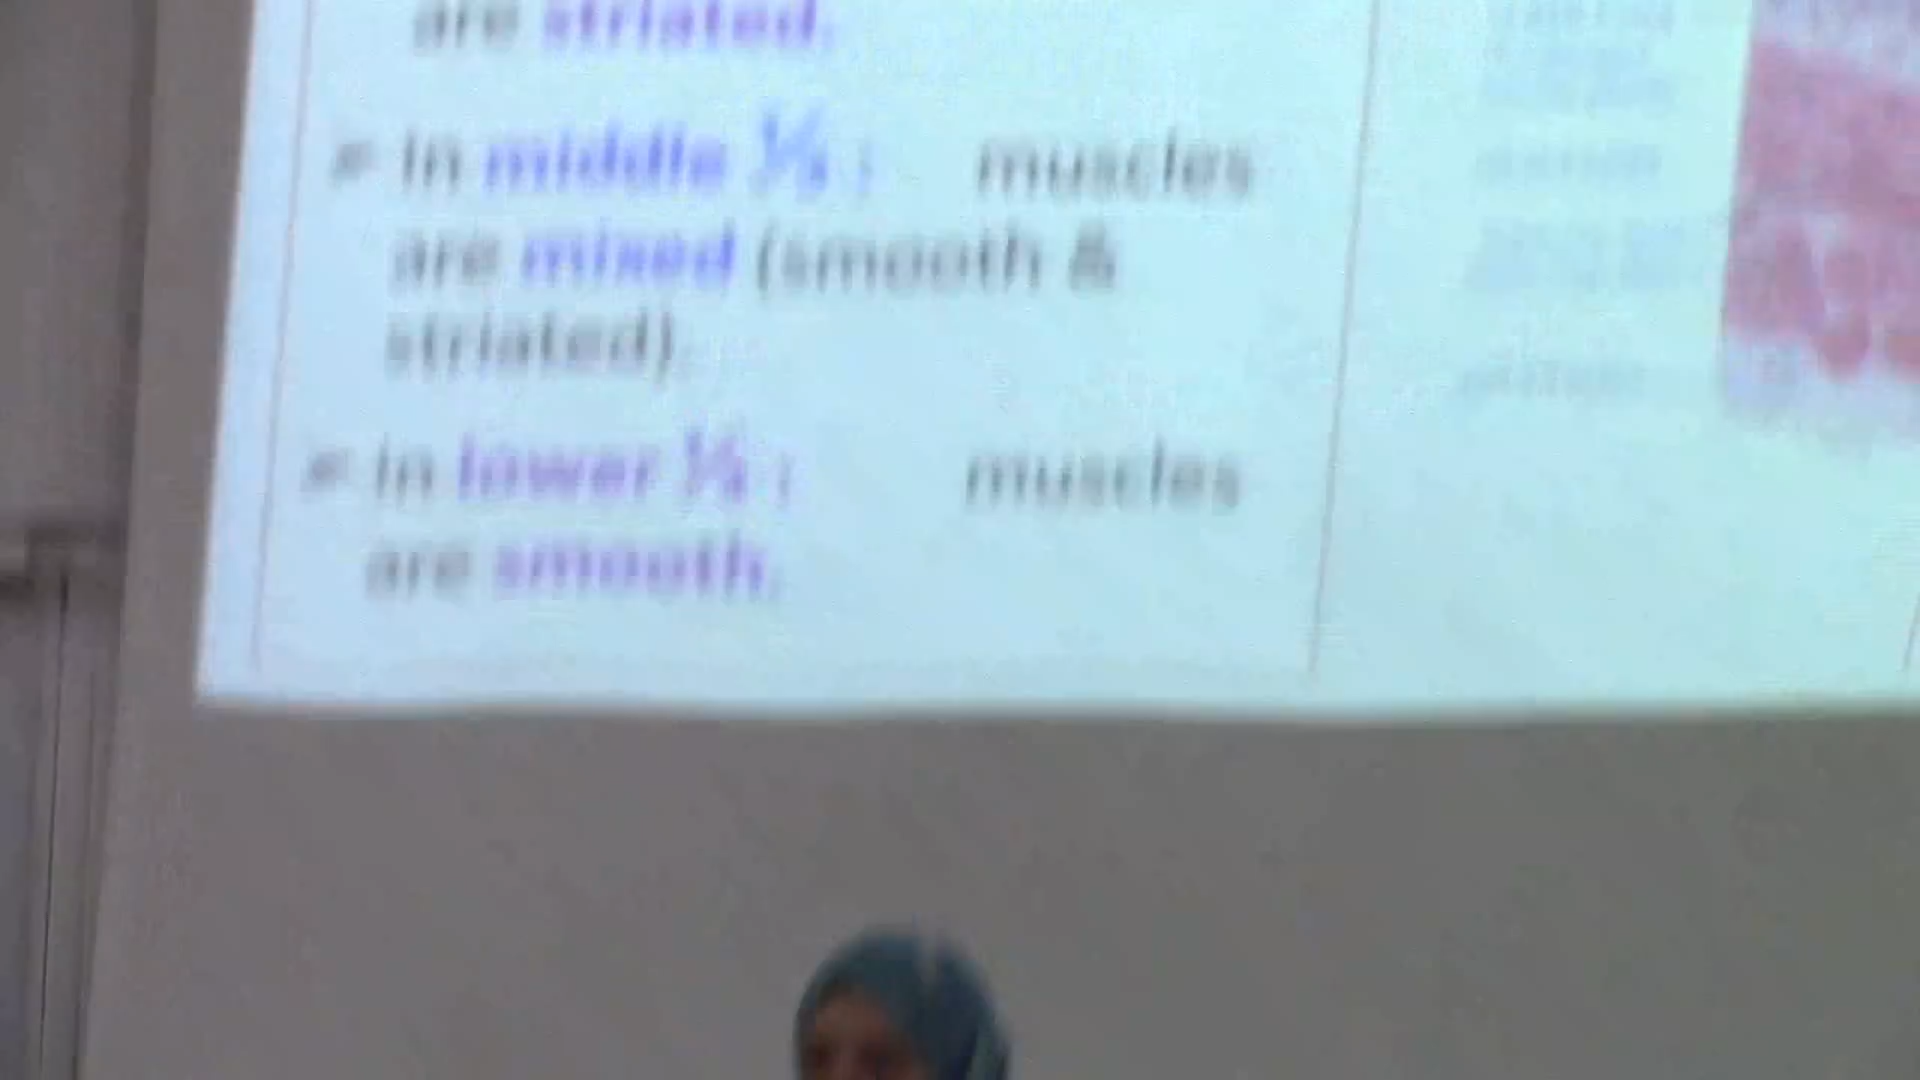 are striated.
➢ In middle ⅓ : muscles
are mixed (smooth &
striated).
➢ In lower ⅓ : muscles
are smooth.